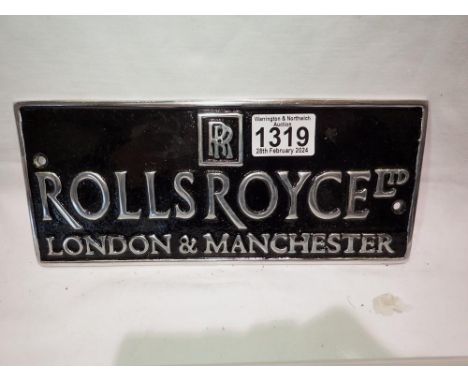 RR
Warrington & Northwich
Auction
1319
28th February 2024
ROLLS ROYCE LTD
LONDON & MANCHESTER